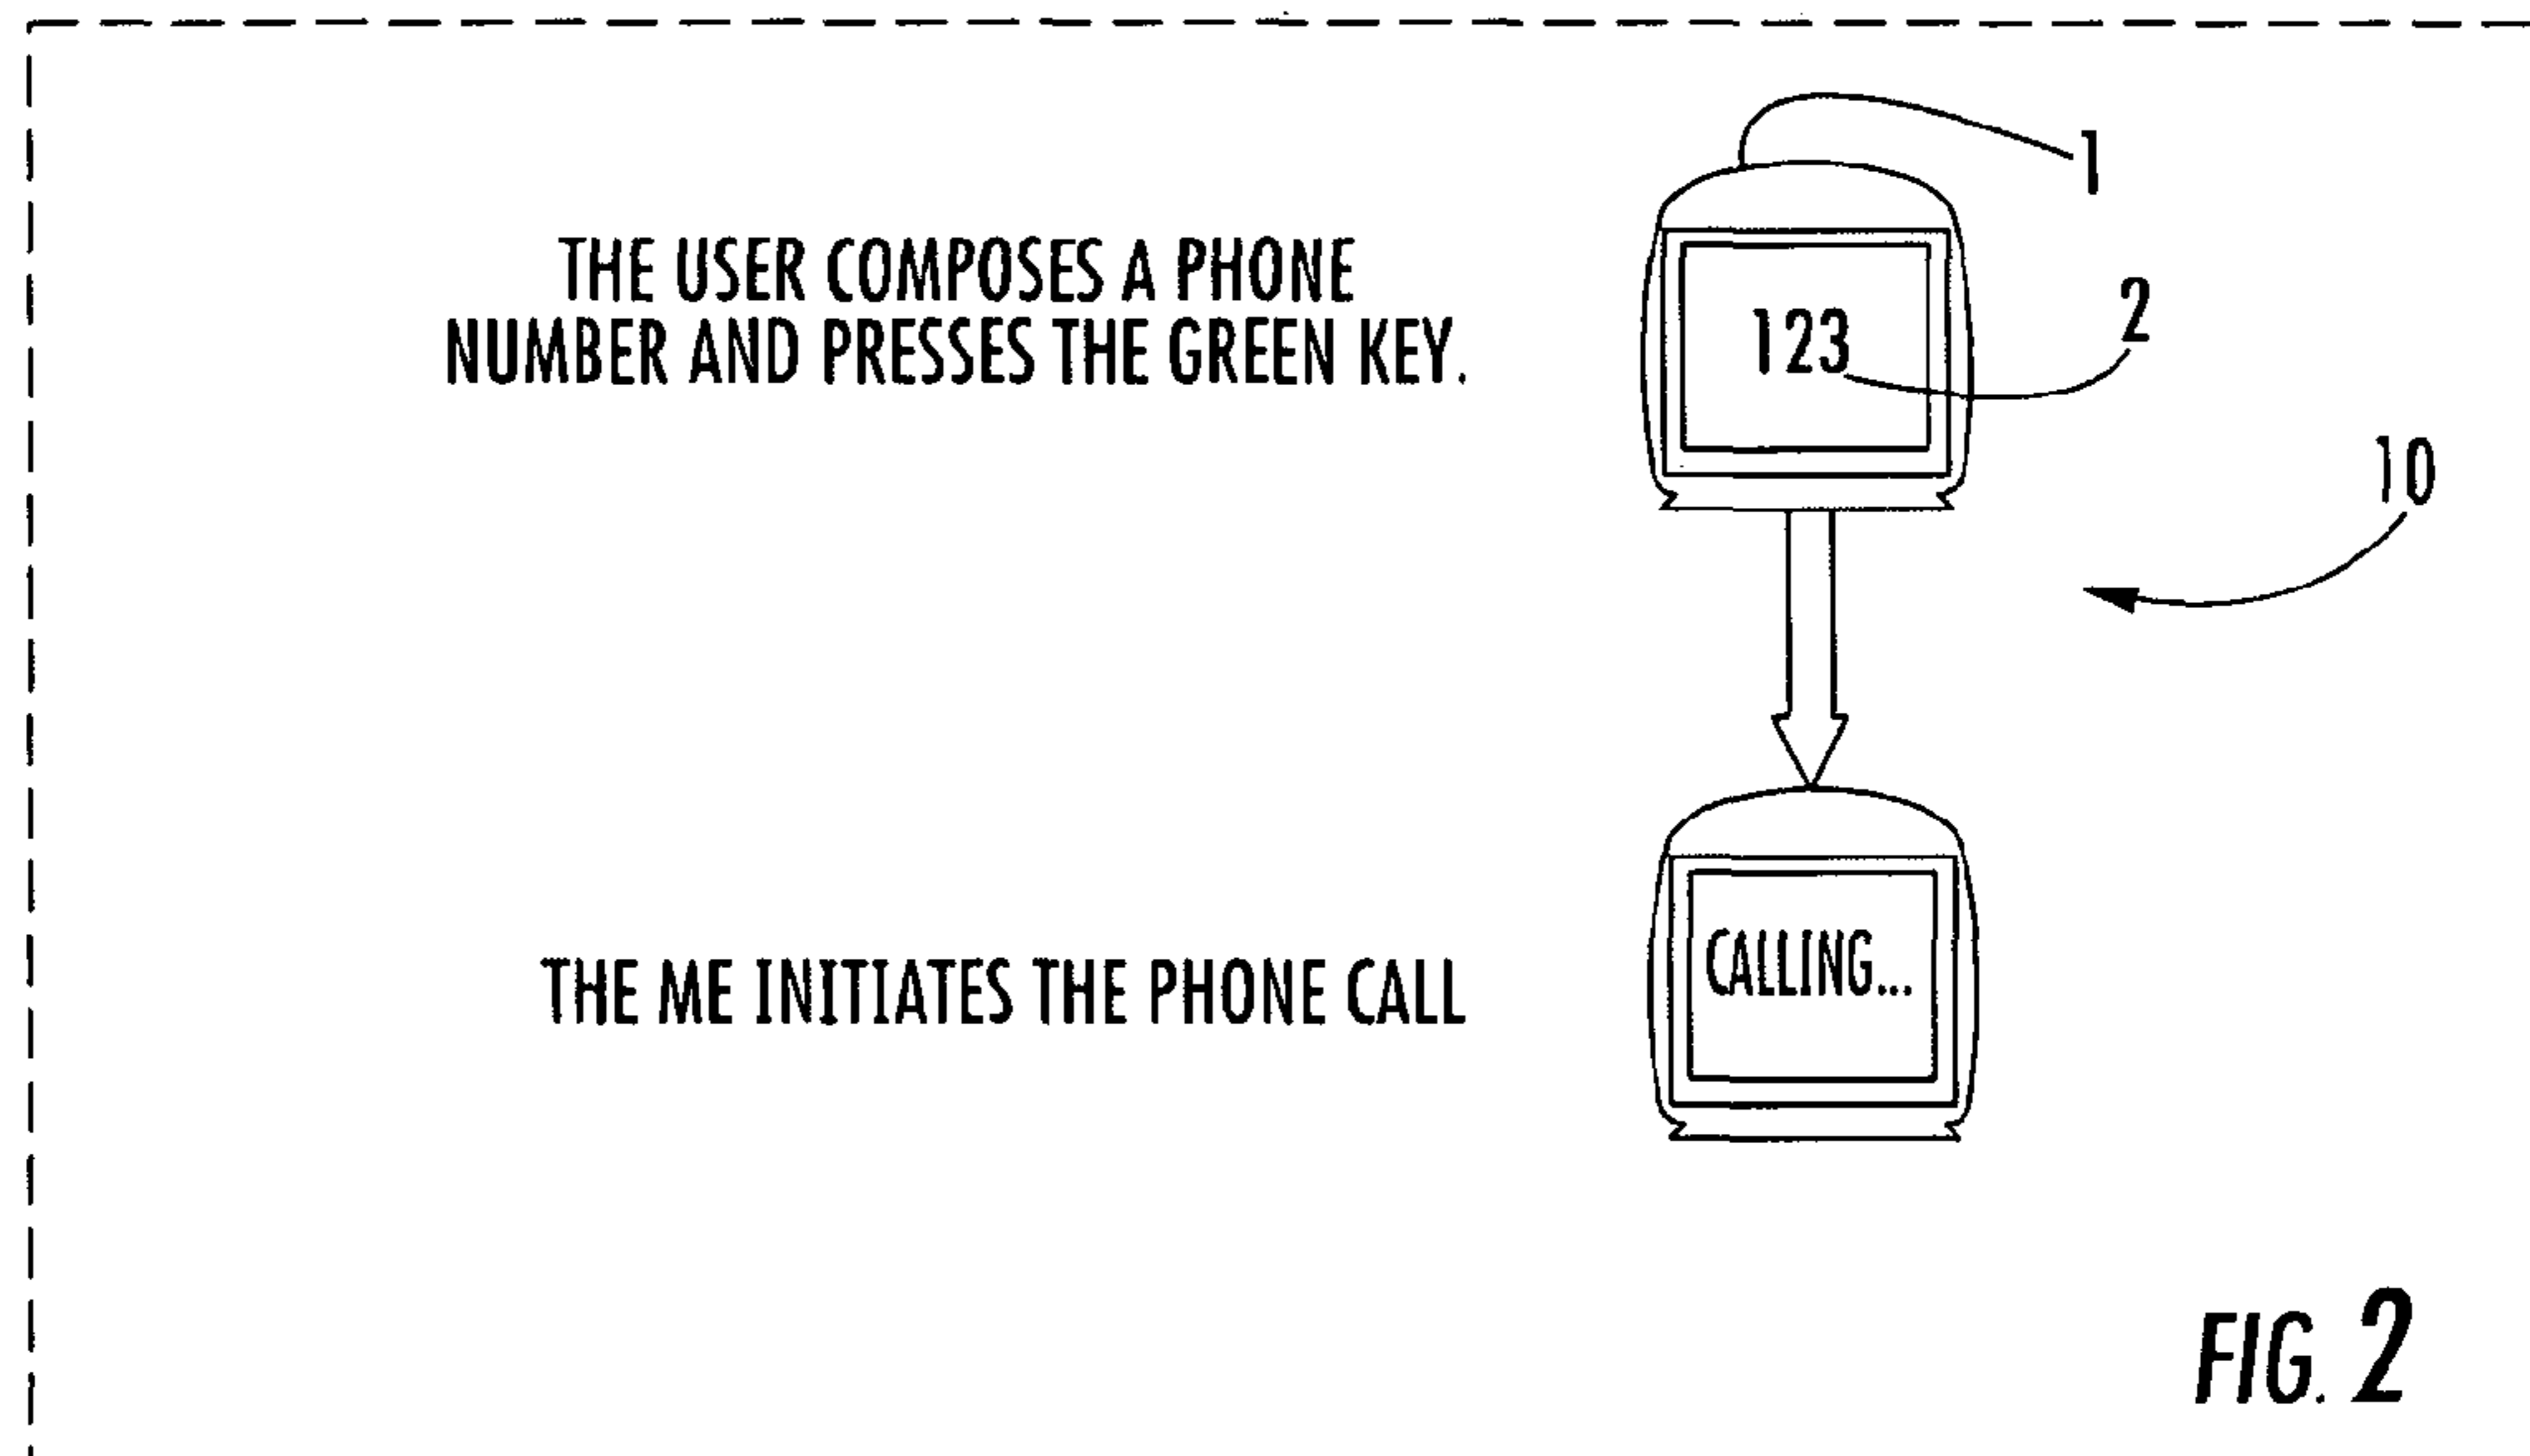 1
THE USER COMPOSES A PHONE
NUMBER AND PRESSES THE GREEN KEY.
123
2
10
THE ME INITIATES THE PHONE CALL
CALLING...
FIG. 2